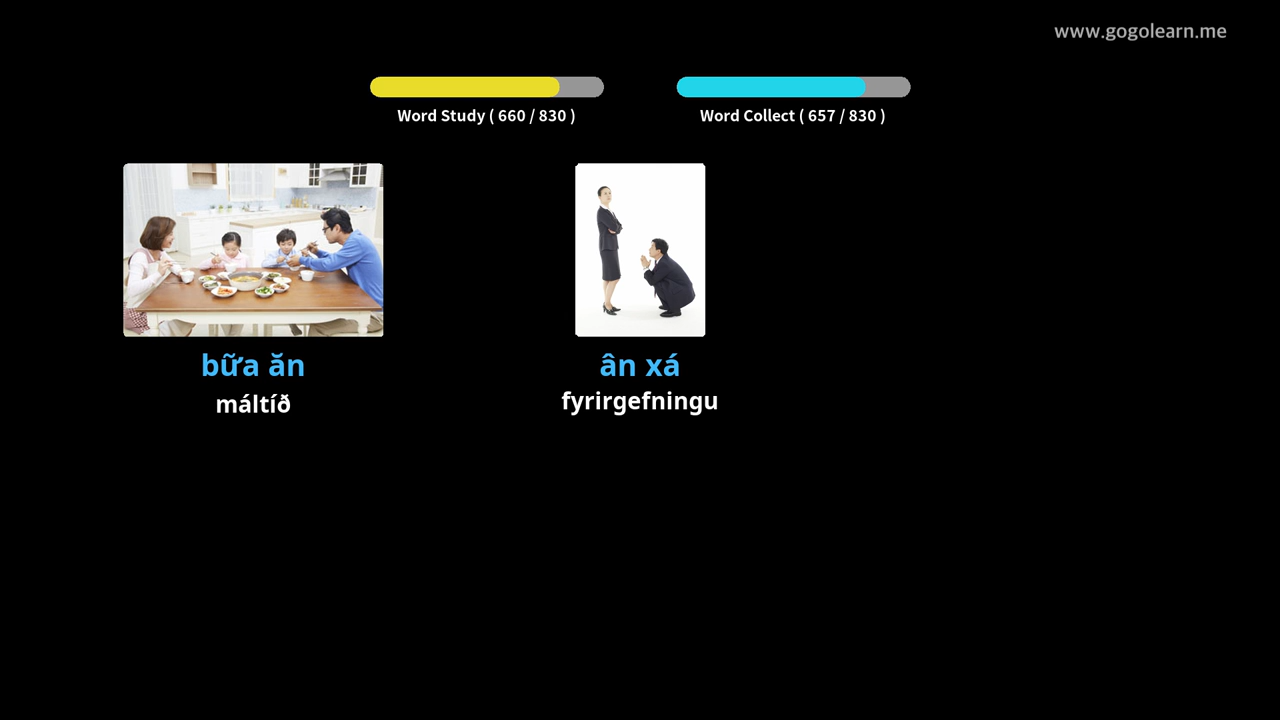 www.gogolearn.me
Word Study ( 660 / 830 )
Word Collect ( 657 / 830 )
bữa ăn
máltíð
ân xá
fyrirgefningu